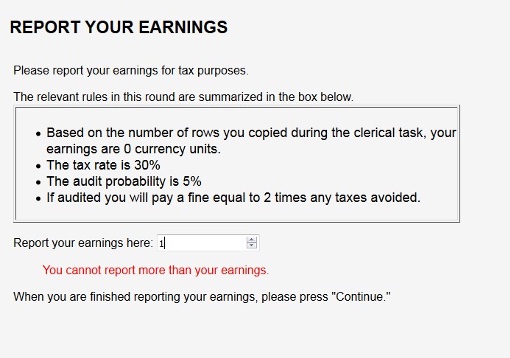 REPORT YOUR EARNINGS
Please report your earnings for tax purposes.
The relevant rules in this round are summarized in the box below.
• Based on the number of rows you copied during the clerical task, your
earnings are 0 currency units.
• The tax rate is 30%
• The audit probability is 5%
• If audited you will pay a fine equal to 2 times any taxes avoided.
Report your earnings here: 1
You cannot report more than your earnings.
When you are finished reporting your earnings, please press "Continue."